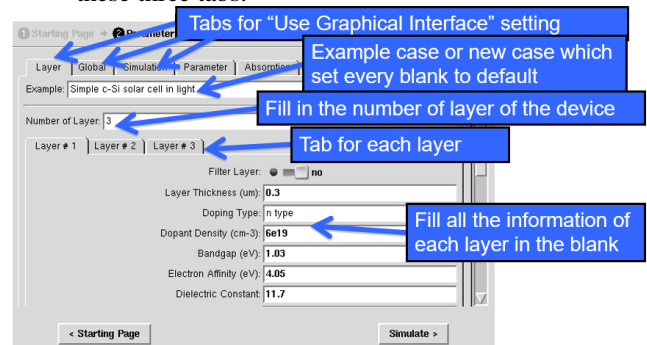 these three tabs.
Tabs for “Use Graphical Interface” setting
1 Starting Page → 2 Parameter
Example case or new case which
set every blank to default
Layer Global Simulation Parameter Absorption
Example: Simple c-Si solar cell in light
Fill in the number of layer of the device
Number of Layer: 3
Tab for each layer
Layer # 1 Layer # 2 Layer # 3
Filter Layer: no
Layer Thickness (um): 0.3
Doping Type: n type
Dopant Density (cm-3): 6e19
Fill all the information of
each layer in the blank
Bandgap (eV): 1.03
Electron Affinity (eV): 4.05
Dielectric Constant: 11.7
< Starting Page Simulate >